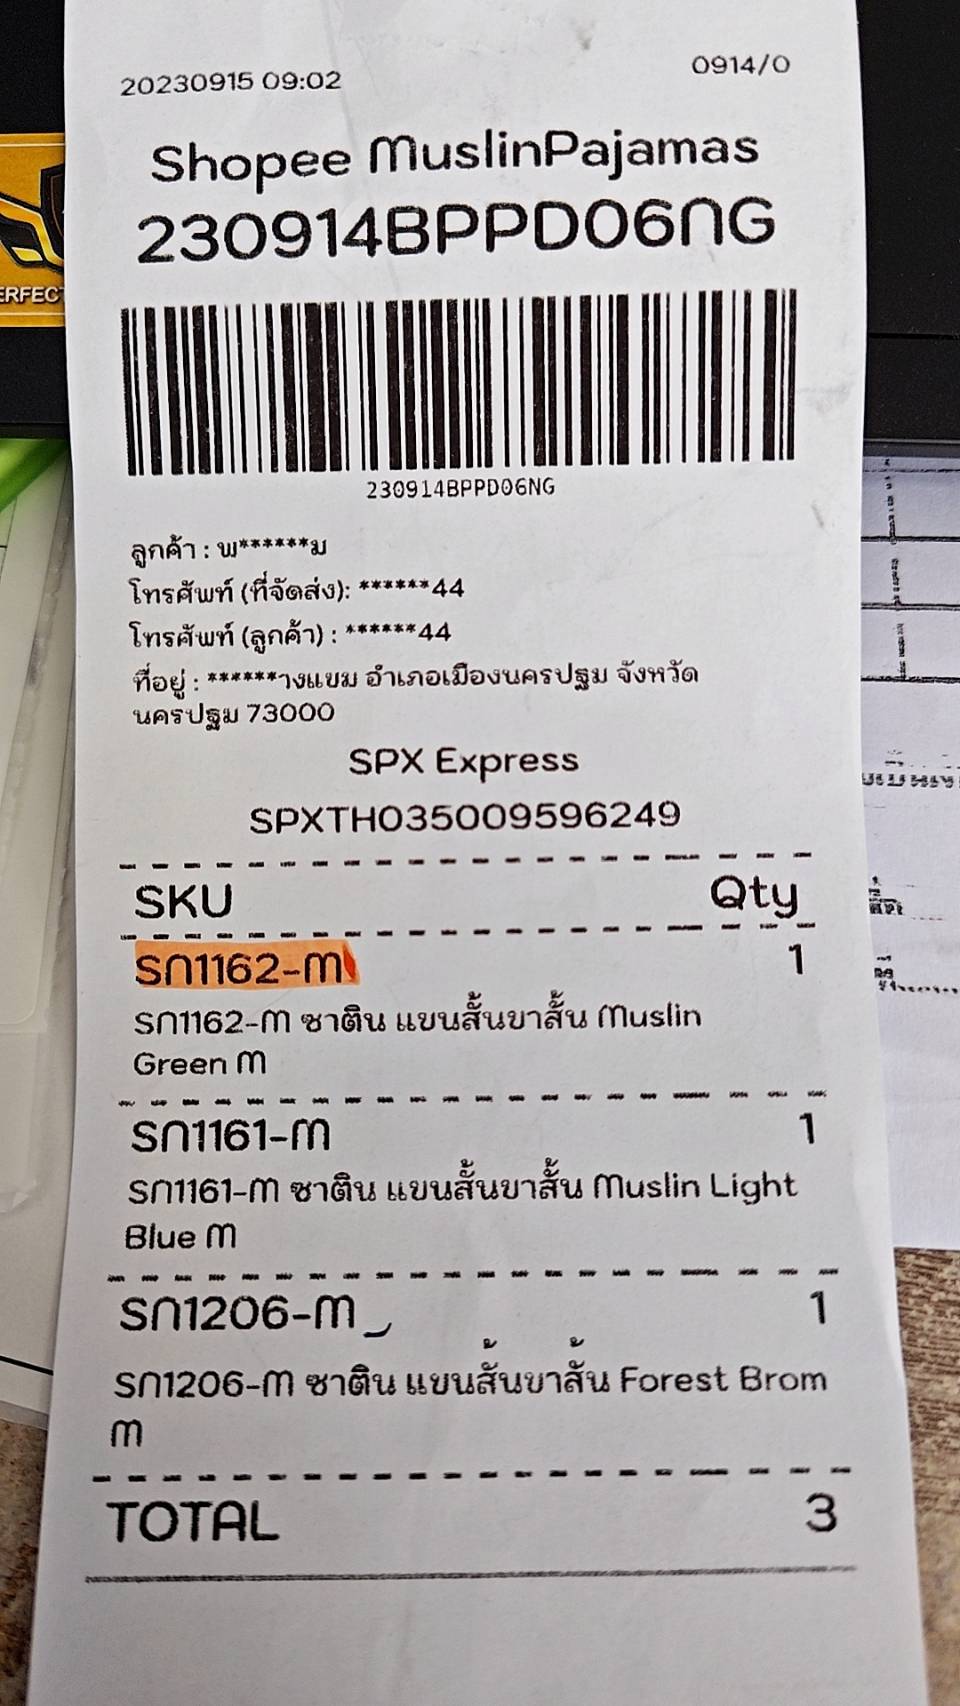 20230915 09:02
0914/0
Shopee MuslinPajamas
230914BPPD06NG
230914BPPD06NG
ลูกค้า : พ******ม
โทรศัพท์ (ที่จัดส่ง): ******44
โทรศัพท์ (ลูกค้า) : ******44
ที่อยู่ : ******างแขม อำเภอเมืองนครปฐม จังหวัด
นครปฐม 73000
SPX Express
SPXTH035009596249
SKU Qty
SN1162-M 1
SN1162-M ซาติน แขนสั้นขาสั้น Muslin
Green M
SN1161-M 1
SN1161-M ซาติน แขนสั้นขาสั้น Muslin Light
Blue M
SN1206-M 1
SN1206-M ซาติน แขนสั้นขาสั้น Forest Brom
M
TOTAL 3